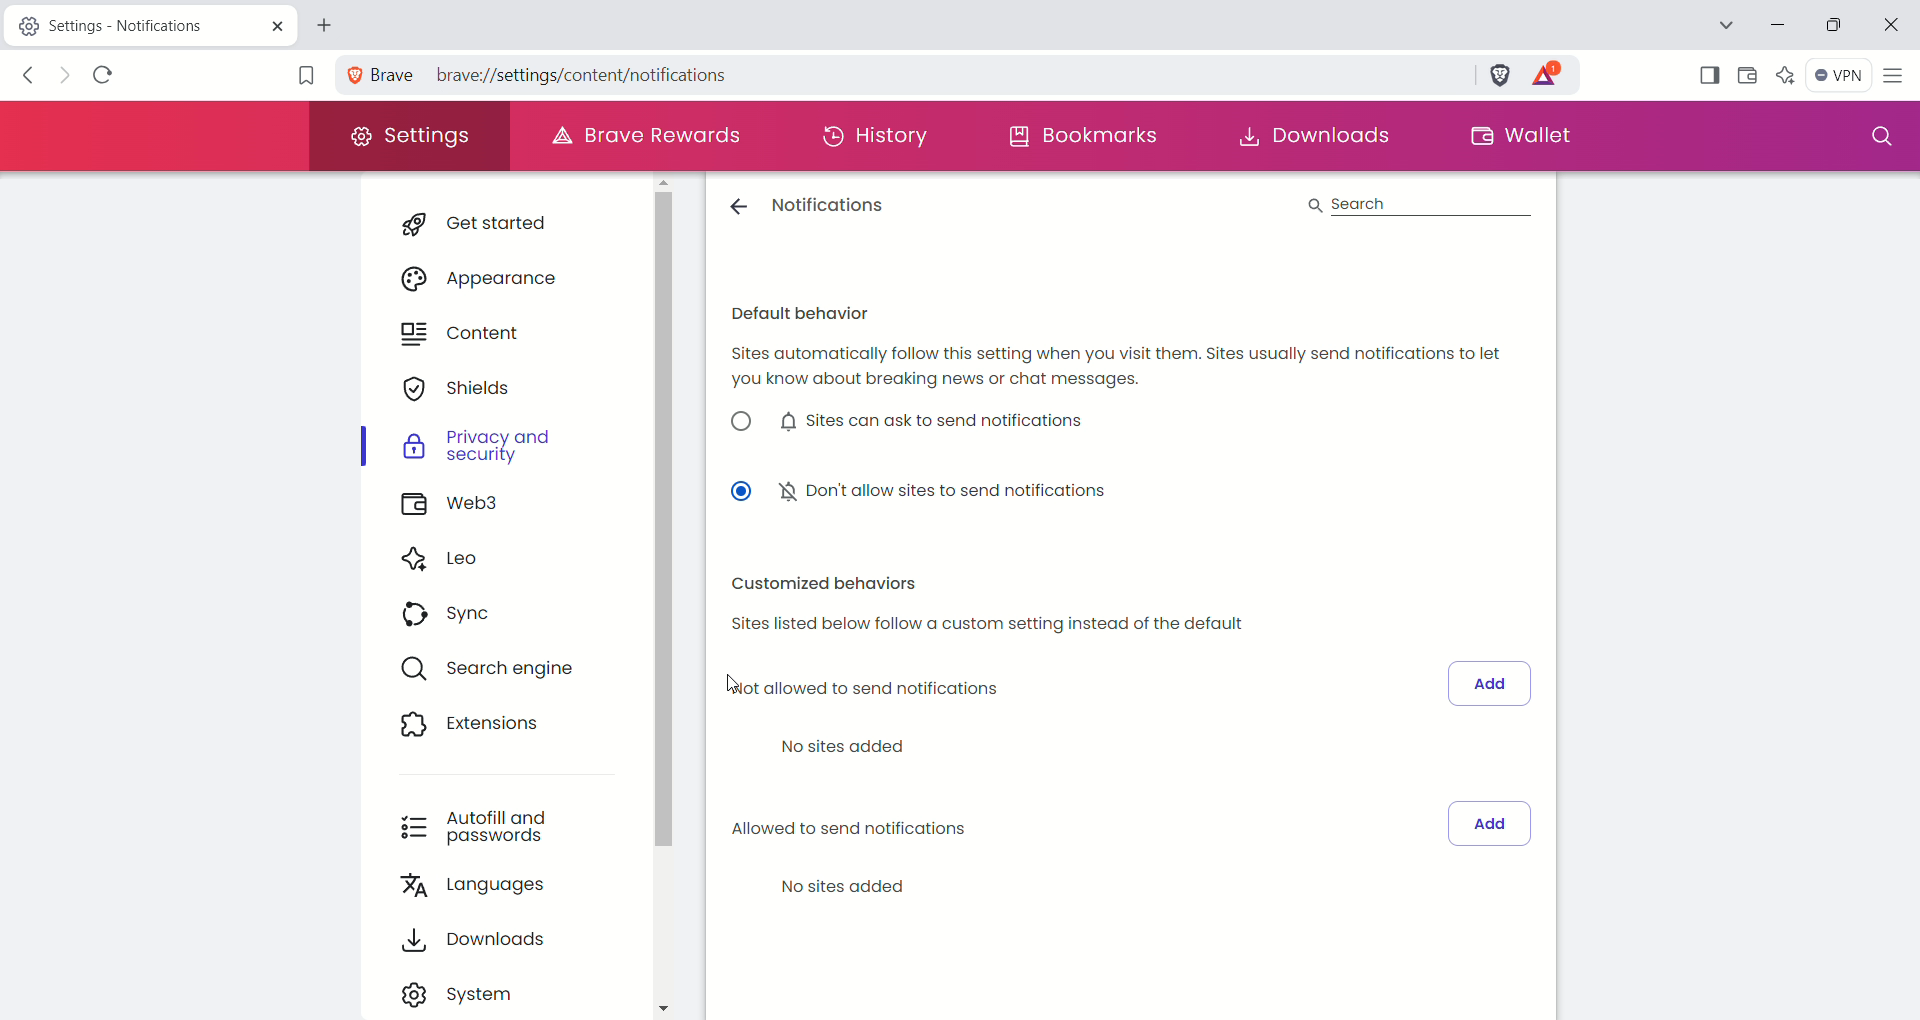 Settings - Notifications
Brave brave://settings/content/notifications
1
VPN
Settings Brave Rewards History Bookmarks Downloads Wallet
Get started
Appearance
Content
Shields
Privacy and
security
Web3
Leo
Sync
Search engine
Extensions
Autofill and
passwords
Languages
Downloads
System
Notifications
Search
Default behavior
Sites automatically follow this setting when you visit them. Sites usually send notifications to let
you know about breaking news or chat messages.
Sites can ask to send notifications
Don't allow sites to send notifications
Customized behaviors
Sites listed below follow a custom setting instead of the default
Not allowed to send notifications
Add
No sites added
Allowed to send notifications
Add
No sites added